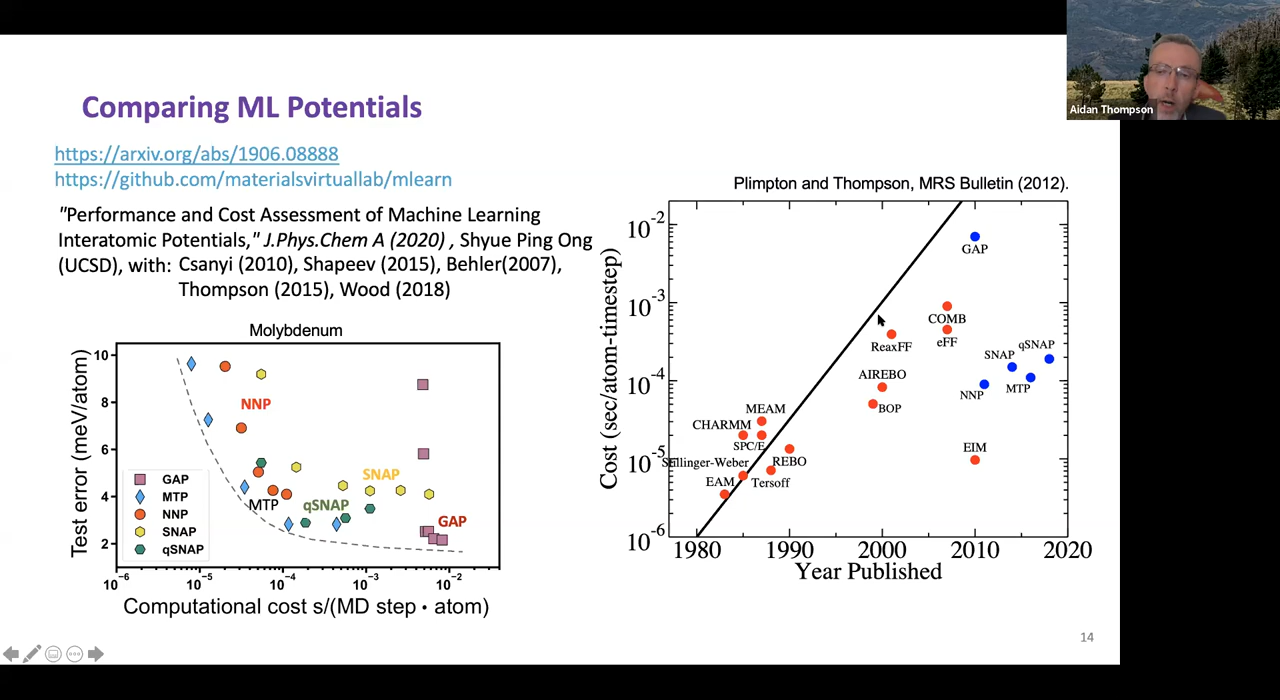 Aidan Thompson
Comparing ML Potentials
https://arxiv.org/abs/1906.08888
https://github.com/materialsvirtuallab/mlearn
"Performance and Cost Assessment of Machine Learning
Interatomic Potentials," J.Phys.Chem A (2020) , Shyue Ping Ong
(UCSD), with: Csanyi (2010), Shapeev (2015), Behler(2007),
Thompson (2015), Wood (2018)
Molybdenum
Test error (meV/atom)
10
8
6
4
2
NNP
SNAP
MTP
qSNAP
GAP
GAP
MTP
NNP
SNAP
qSNAP
10⁻⁶ 10⁻⁵ 10⁻⁴ 10⁻³ 10⁻²
Computational cost s/(MD step · atom)
Plimpton and Thompson, MRS Bulletin (2012).
Cost (sec/atom-timestep)
10⁻²
10⁻³
10⁻⁴
10⁻⁵
10⁻⁶
GAP
COMB
eFF
ReaxFF
qSNAP
SNAP
AIREBO
NNP
MTP
BOP
MEAM
CHARMM
SPC/E
EIM
REBO
Stillinger-Weber
Tersoff
EAM
1980 1990 2000 2010 2020
Year Published
14